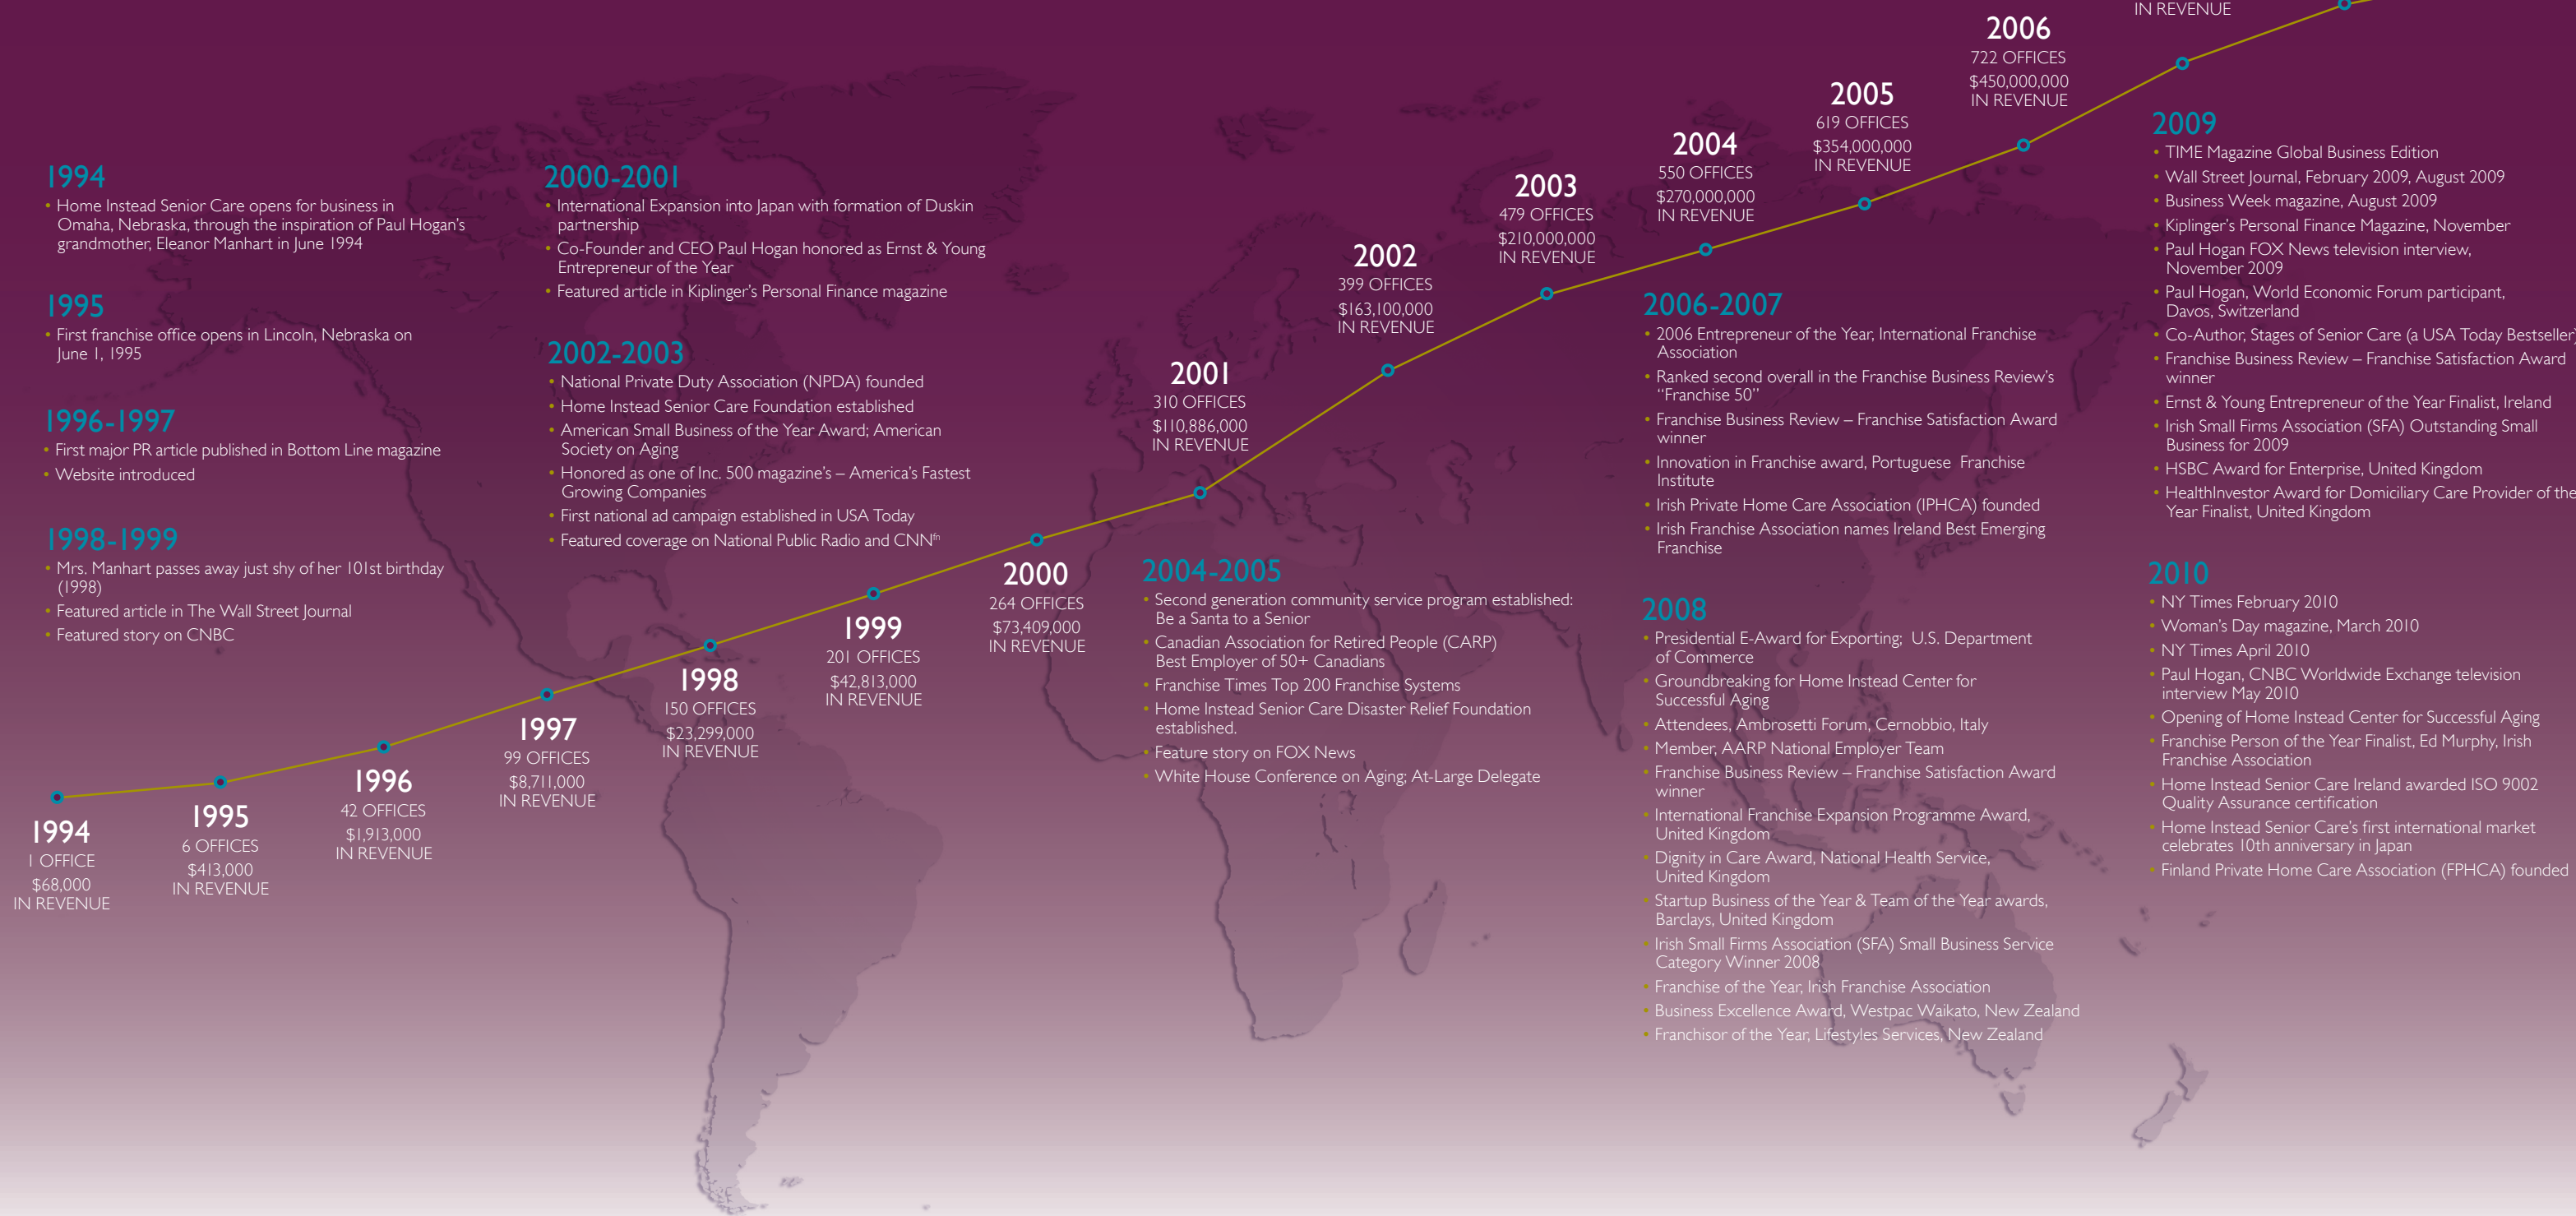 1994
• Home Instead Senior Care opens for business in
Omaha, Nebraska, through the inspiration of Paul Hogan's
grandmother, Eleanor Manhart in June 1994
1995
• First franchise office opens in Lincoln, Nebraska on
June 1, 1995
1996-1997
• First major PR article published in Bottom Line magazine
• Website introduced
1998-1999
• Mrs. Manhart passes away just shy of her 101st birthday
(1998)
• Featured article in The Wall Street Journal
• Featured story on CNBC
2000-2001
• International Expansion into Japan with formation of Duskin
partnership
• Co-Founder and CEO Paul Hogan honored as Ernst & Young
Entrepreneur of the Year
• Featured article in Kiplinger's Personal Finance magazine
2002-2003
• National Private Duty Association (NPDA) founded
• Home Instead Senior Care Foundation established
• American Small Business of the Year Award; American
Society on Aging
• Honored as one of Inc. 500 magazine's – America's Fastest
Growing Companies
• First national ad campaign established in USA Today
• Featured coverage on National Public Radio and CNNfn
2004-2005
• Second generation community service program established:
Be a Santa to a Senior
• Canadian Association for Retired People (CARP)
Best Employer of 50+ Canadians
• Franchise Times Top 200 Franchise Systems
• Home Instead Senior Care Disaster Relief Foundation
established.
• Feature story on FOX News
• White House Conference on Aging; At-Large Delegate
2006-2007
• 2006 Entrepreneur of the Year, International Franchise
Association
• Ranked second overall in the Franchise Business Review's
"Franchise 50"
• Franchise Business Review – Franchise Satisfaction Award
winner
• Innovation in Franchise award, Portuguese Franchise
Institute
• Irish Private Home Care Association (IPHCA) founded
• Irish Franchise Association names Ireland Best Emerging
Franchise
2008
• Presidential E-Award for Exporting; U.S. Department
of Commerce
• Groundbreaking for Home Instead Center for
Successful Aging
• Attendees, Ambrosetti Forum, Cernobbio, Italy
• Member, AARP National Employer Team
• Franchise Business Review – Franchise Satisfaction Award
winner
• International Franchise Expansion Programme Award,
United Kingdom
• Dignity in Care Award, National Health Service,
United Kingdom
• Startup Business of the Year & Team of the Year awards,
Barclays, United Kingdom
• Irish Small Firms Association (SFA) Small Business Service
Category Winner 2008
• Franchise of the Year, Irish Franchise Association
• Business Excellence Award, Westpac Waikato, New Zealand
• Franchisor of the Year, Lifestyles Services, New Zealand
2009
• TIME Magazine Global Business Edition
• Wall Street Journal, February 2009, August 2009
• Business Week magazine, August 2009
• Kiplinger's Personal Finance Magazine, November
• Paul Hogan FOX News television interview,
November 2009
• Paul Hogan, World Economic Forum participant,
Davos, Switzerland
• Co-Author, Stages of Senior Care (a USA Today Bestseller)
• Franchise Business Review – Franchise Satisfaction Award
winner
• Ernst & Young Entrepreneur of the Year Finalist, Ireland
• Irish Small Firms Association (SFA) Outstanding Small
Business for 2009
• HSBC Award for Enterprise, United Kingdom
• HealthInvestor Award for Domiciliary Care Provider of the
Year Finalist, United Kingdom
2010
• NY Times February 2010
• Woman's Day magazine, March 2010
• NY Times April 2010
• Paul Hogan, CNBC Worldwide Exchange television
interview May 2010
• Opening of Home Instead Center for Successful Aging
• Franchise Person of the Year Finalist, Ed Murphy, Irish
Franchise Association
• Home Instead Senior Care Ireland awarded ISO 9002
Quality Assurance certification
• Home Instead Senior Care's first international market
celebrates 10th anniversary in Japan
• Finland Private Home Care Association (FPHCA) founded
1994
1 OFFICE
$68,000
IN REVENUE
1995
6 OFFICES
$413,000
IN REVENUE
1996
42 OFFICES
$1,913,000
IN REVENUE
1997
99 OFFICES
$8,711,000
IN REVENUE
1998
150 OFFICES
$23,299,000
IN REVENUE
1999
201 OFFICES
$42,813,000
IN REVENUE
2000
264 OFFICES
$73,409,000
IN REVENUE
2001
310 OFFICES
$110,886,000
IN REVENUE
2002
399 OFFICES
$163,100,000
IN REVENUE
2003
479 OFFICES
$210,000,000
IN REVENUE
2004
550 OFFICES
$270,000,000
IN REVENUE
2005
619 OFFICES
$354,000,000
IN REVENUE
2006
722 OFFICES
$450,000,000
IN REVENUE
IN REVENUE